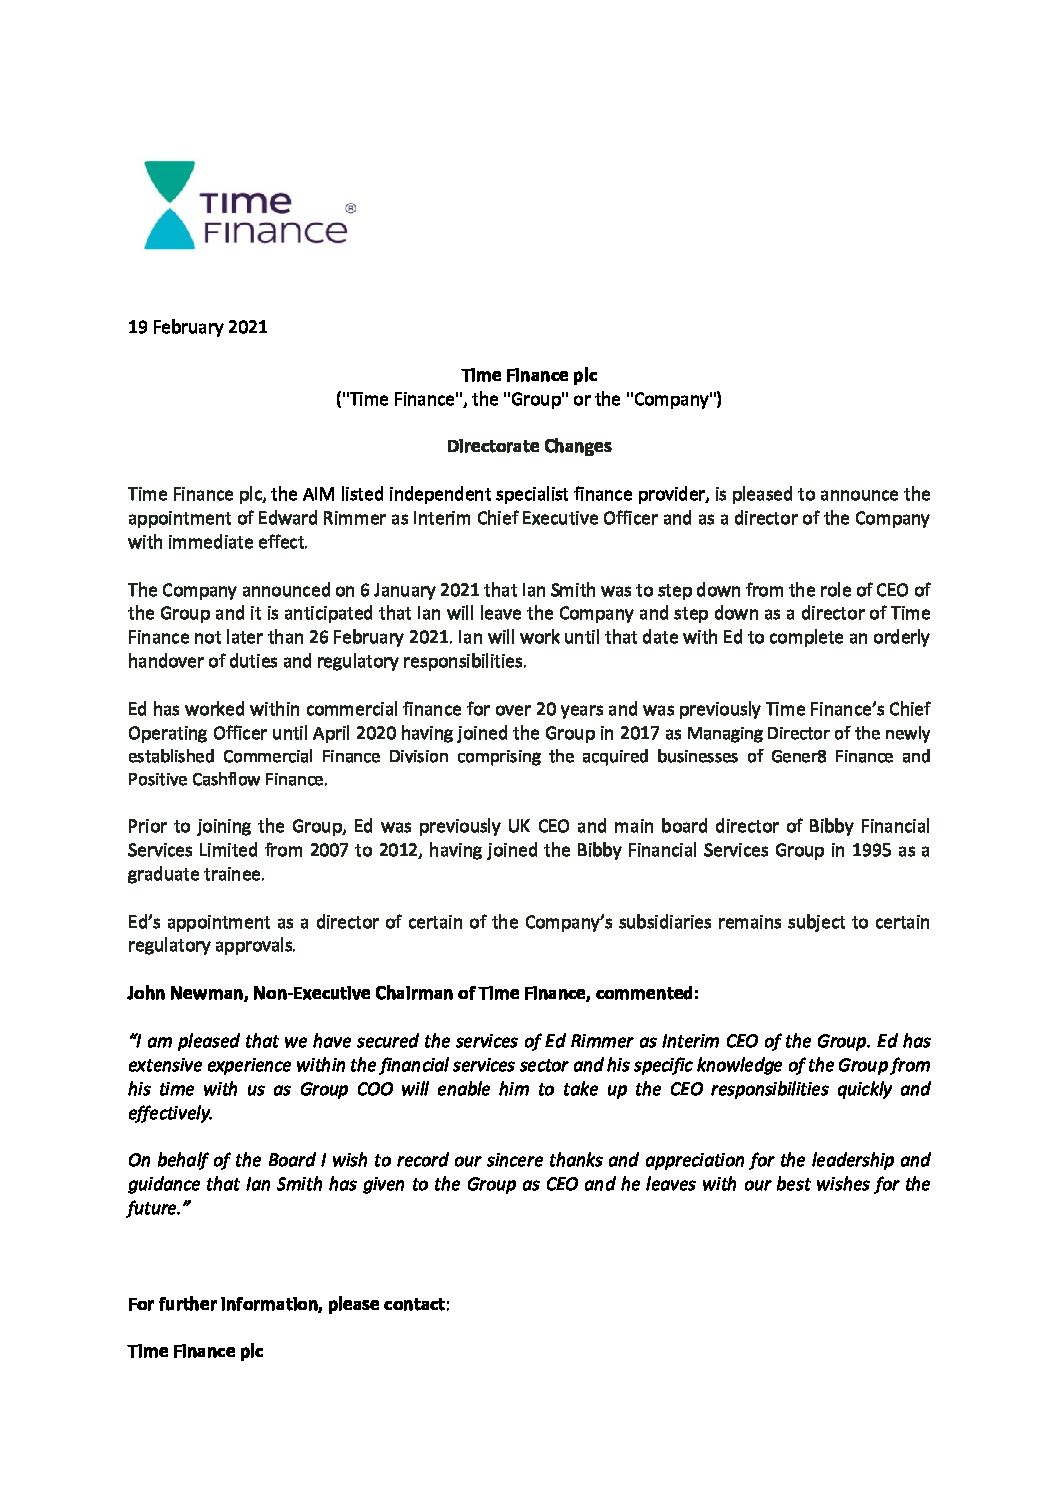 TIME
FINANCE ®
19 February 2021
Time Finance plc
("Time Finance", the "Group" or the "Company")
Directorate Changes
Time Finance plc, the AIM listed independent specialist finance provider, is pleased to announce the
appointment of Edward Rimmer as Interim Chief Executive Officer and as a director of the Company
with immediate effect.
The Company announced on 6 January 2021 that Ian Smith was to step down from the role of CEO of
the Group and it is anticipated that Ian will leave the Company and step down as a director of Time
Finance not later than 26 February 2021. Ian will work until that date with Ed to complete an orderly
handover of duties and regulatory responsibilities.
Ed has worked within commercial finance for over 20 years and was previously Time Finance’s Chief
Operating Officer until April 2020 having joined the Group in 2017 as Managing Director of the newly
established Commercial Finance Division comprising the acquired businesses of Gener8 Finance and
Positive Cashflow Finance.
Prior to joining the Group, Ed was previously UK CEO and main board director of Bibby Financial
Services Limited from 2007 to 2012, having joined the Bibby Financial Services Group in 1995 as a
graduate trainee.
Ed’s appointment as a director of certain of the Company’s subsidiaries remains subject to certain
regulatory approvals.
John Newman, Non-Executive Chairman of Time Finance, commented:
“I am pleased that we have secured the services of Ed Rimmer as Interim CEO of the Group. Ed has
extensive experience within the financial services sector and his specific knowledge of the Group from
his time with us as Group COO will enable him to take up the CEO responsibilities quickly and
effectively.
On behalf of the Board I wish to record our sincere thanks and appreciation for the leadership and
guidance that Ian Smith has given to the Group as CEO and he leaves with our best wishes for the
future.”
For further information, please contact:
Time Finance plc